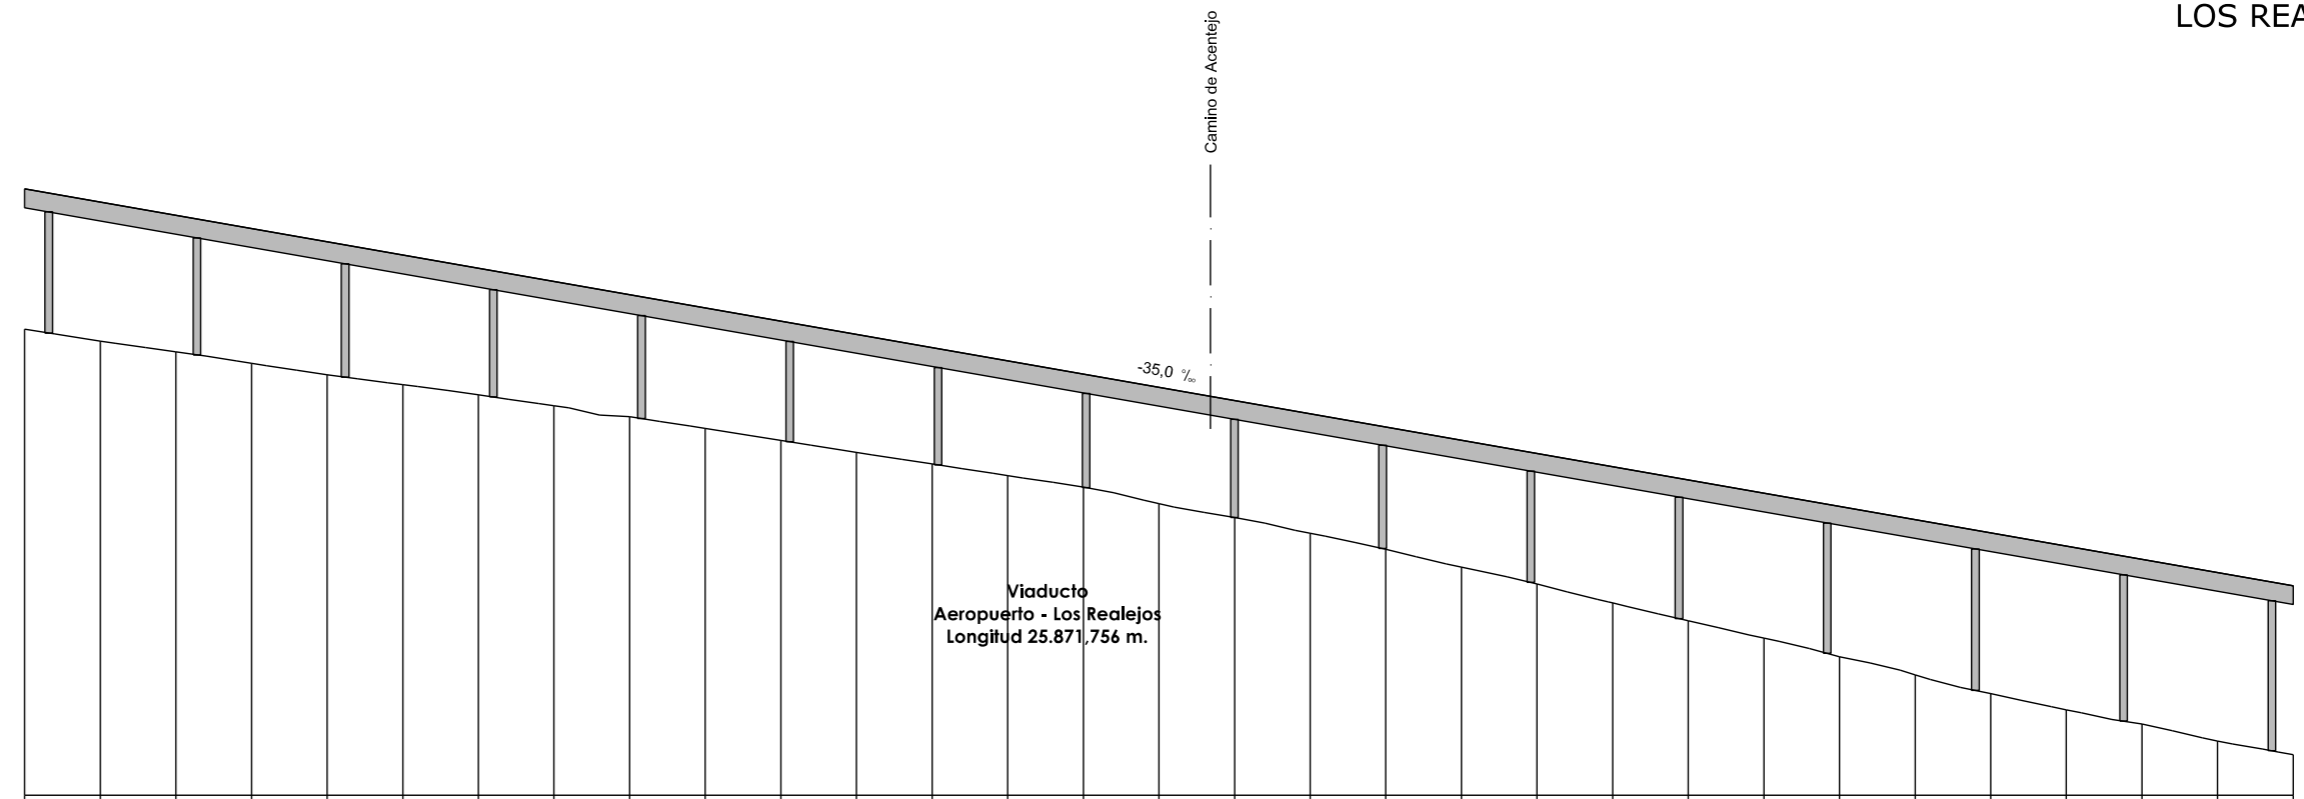 LOS REA
Camino de Acentejo
-35,0 ‰
Viaducto
Aeropuerto - Los Realejos
Longitud 25.871,756 m.